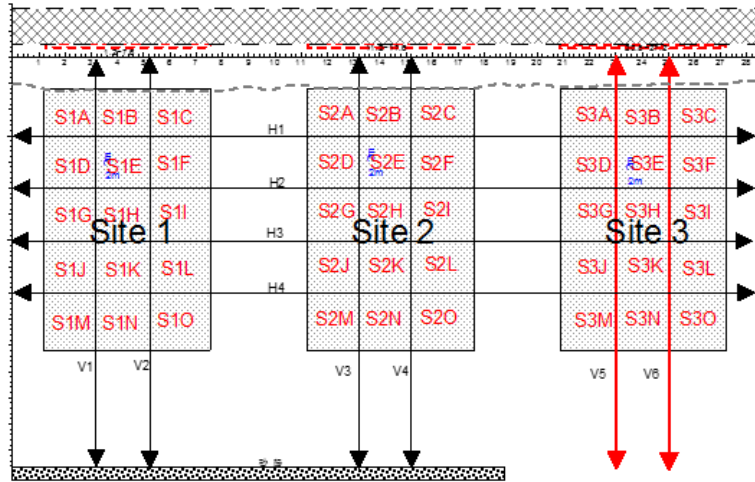 1 2 3 4 5 6 7 8 9 10 11 12 13 14 15 16 17 18 19 20 21 22 23 24 25 26 27 28
S1A S1B S1C S2A S2B S2C S3A S3B S3C
H1
S1D S1E S1F S2D S2E S2F S3D S3E S3F
2m 2m 2m
H2
S1G S1H S1I S2G S2H S2I S3G S3H S3I
Site 1 Site 2 Site 3
H3
S1J S1K S1L S2J S2K S2L S3J S3K S3L
H4
S1M S1N S1O S2M S2N S2O S3M S3N S3O
V1 V2 V3 V4 V5 V6